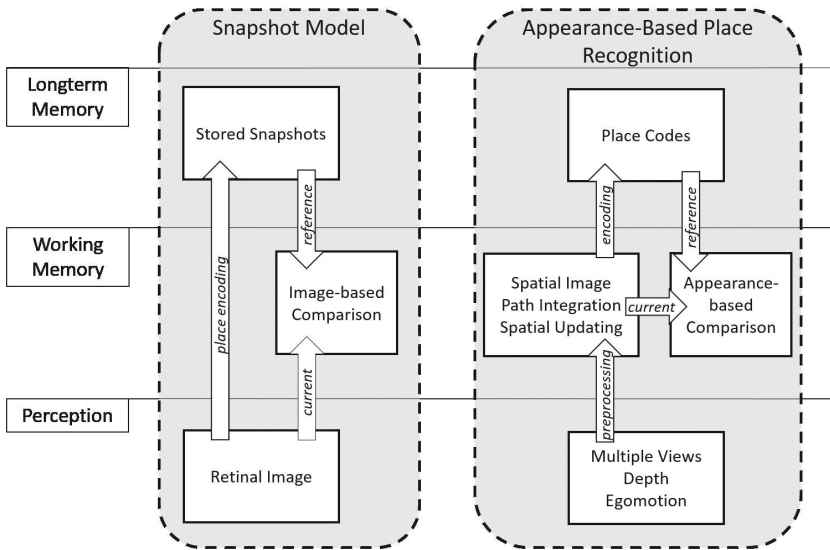 Snapshot Model
Appearance-Based Place
Recognition
Longterm
Memory
Stored Snapshots
Place Codes
place encoding
reference
encoding
reference
Working
Memory
Image-based
Comparison
Spatial Image
Path Integration
Spatial Updating
current
Appearance-
based
Comparison
current
preprocessing
Perception
Retinal Image
Multiple Views
Depth
Egomotion